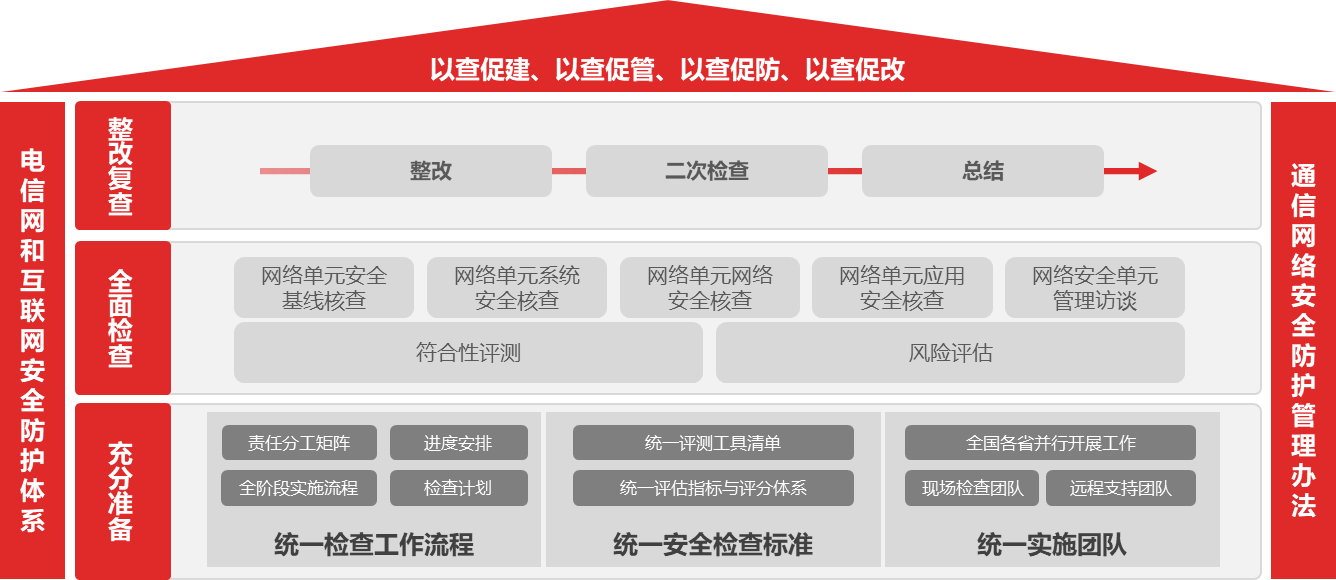 以查促建、以查促管、以查促防、以查促改
电信网和互联网安全防护体系
整改复查
整改
二次检查
总结
全面检查
网络单元安全
基线核查
网络单元系统
安全核查
网络单元网络
安全核查
网络单元应用
安全核查
网络安全单元
管理访谈
符合性评测
风险评估
充分准备
责任分工矩阵
进度安排
全阶段实施流程
检查计划
统一检查工作流程
统一评测工具清单
统一评估指标与评分体系
统一安全检查标准
全国各省并行开展工作
现场检查团队
远程支持团队
统一实施团队
通信网络安全防护管理办法